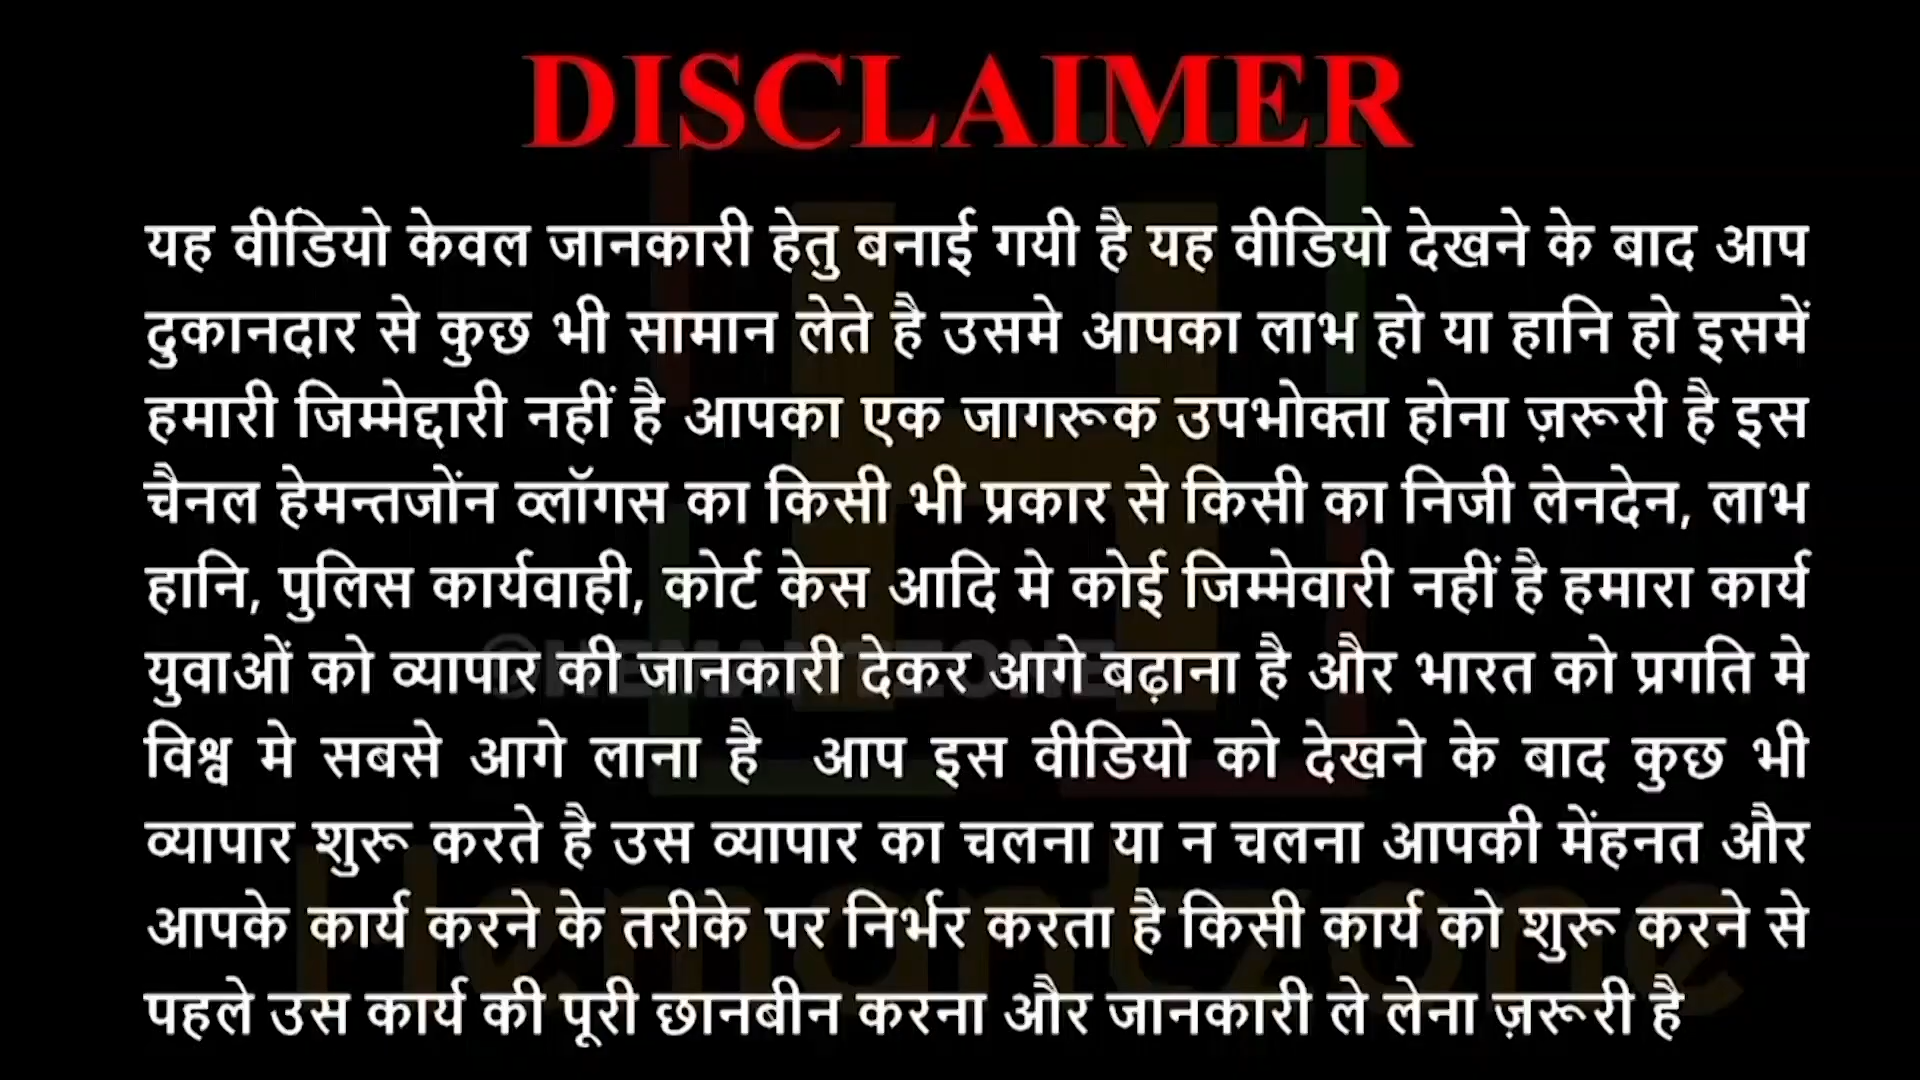 DISCLAIMER
यह वीडियो केवल जानकारी हेतु बनाई गयी है यह वीडियो देखने के बाद आप
दुकानदार से कुछ भी सामान लेते है उसमे आपका लाभ हो या हानि हो इसमें
हमारी जिम्मेद्दारी नहीं है आपका एक जागरूक उपभोक्ता होना ज़रूरी है इस
चैनल हेमन्तजोंन व्लॉगस का किसी भी प्रकार से किसी का निजी लेनदेन, लाभ
हानि, पुलिस कार्यवाही, कोर्ट केस आदि मे कोई जिम्मेवारी नहीं है हमारा कार्य
युवाओं को व्यापार की जानकारी देकर आगे बढ़ाना है और भारत को प्रगति मे
विश्व मे सबसे आगे लाना है आप इस वीडियो को देखने के बाद कुछ भी
व्यापार शुरू करते है उस व्यापार का चलना या न चलना आपकी मेंहनत और
आपके कार्य करने के तरीके पर निर्भर करता है किसी कार्य को शुरू करने से
पहले उस कार्य की पूरी छानबीन करना और जानकारी ले लेना ज़रूरी है
@HEMANTZONE
Hemantzone